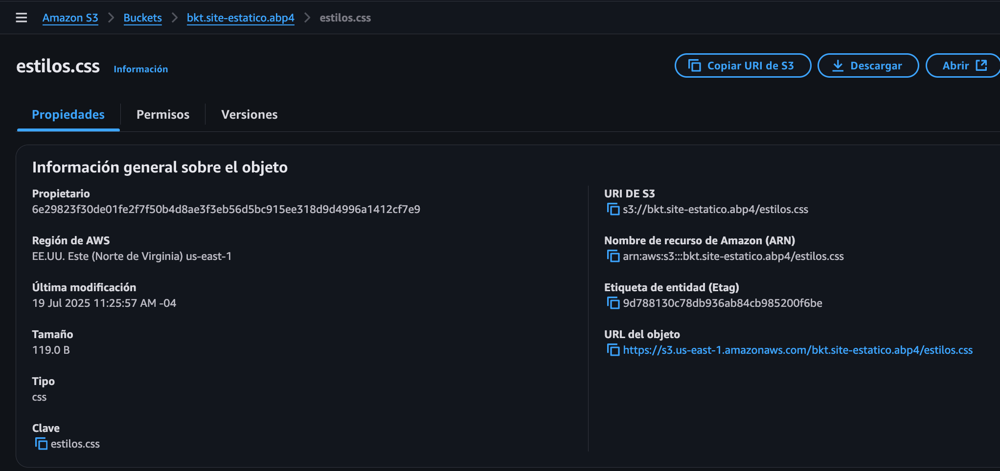 Amazon S3 > Buckets > bkt.site-estatico.abp4 > estilos.css
estilos.css Información
Copiar URI de S3 Descargar Abrir
Propiedades Permisos Versiones
Información general sobre el objeto
Propietario
6e29823f30de01fe2f7f50b4d8ae3f3eb56d5bc915ee318d9d4996a1412cf7e9
Región de AWS
EE.UU. Este (Norte de Virginia) us-east-1
Última modificación
19 Jul 2025 11:25:57 AM -04
Tamaño
119.0 B
Tipo
css
Clave
estilos.css
URI DE S3
s3://bkt.site-estatico.abp4/estilos.css
Nombre de recurso de Amazon (ARN)
arn:aws:s3:::bkt.site-estatico.abp4/estilos.css
Etiqueta de entidad (Etag)
9d788130c78db936ab84cb985200f6be
URL del objeto
https://s3.us-east-1.amazonaws.com/bkt.site-estatico.abp4/estilos.css